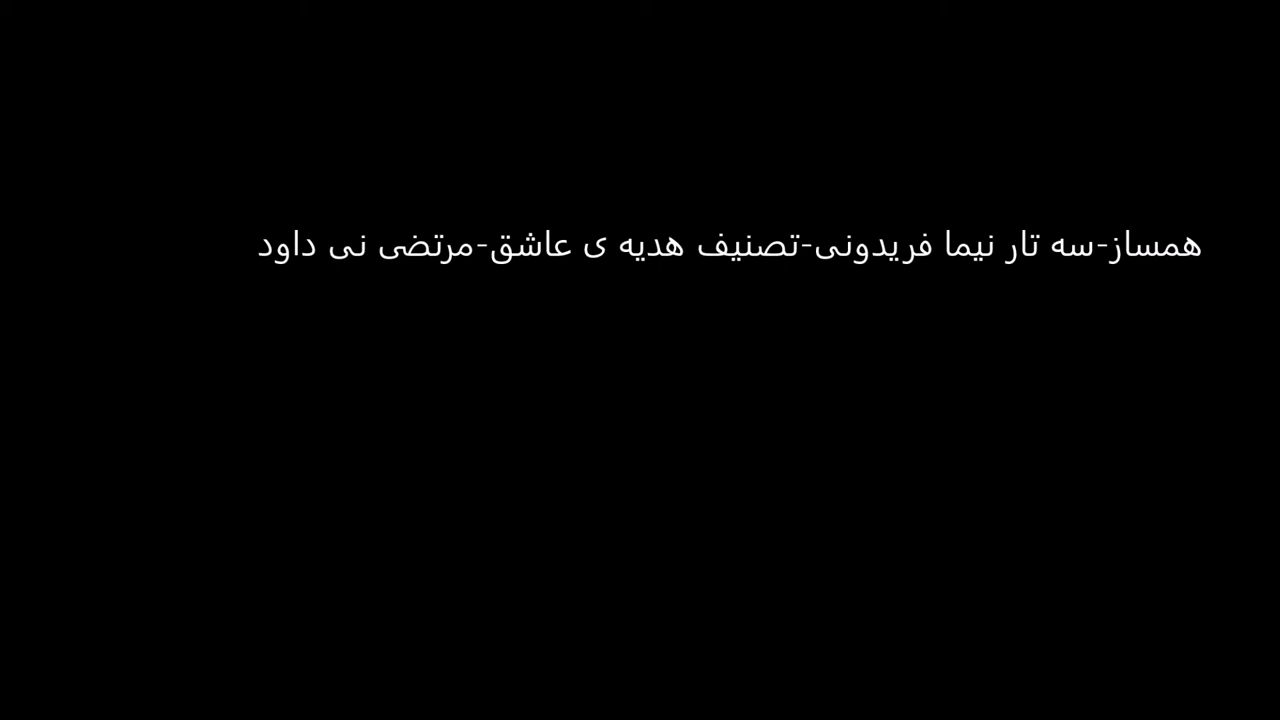 همساز-سه تار نیما فریدونی-تصنیف هدیه ی عاشق-مرتضی نی داود